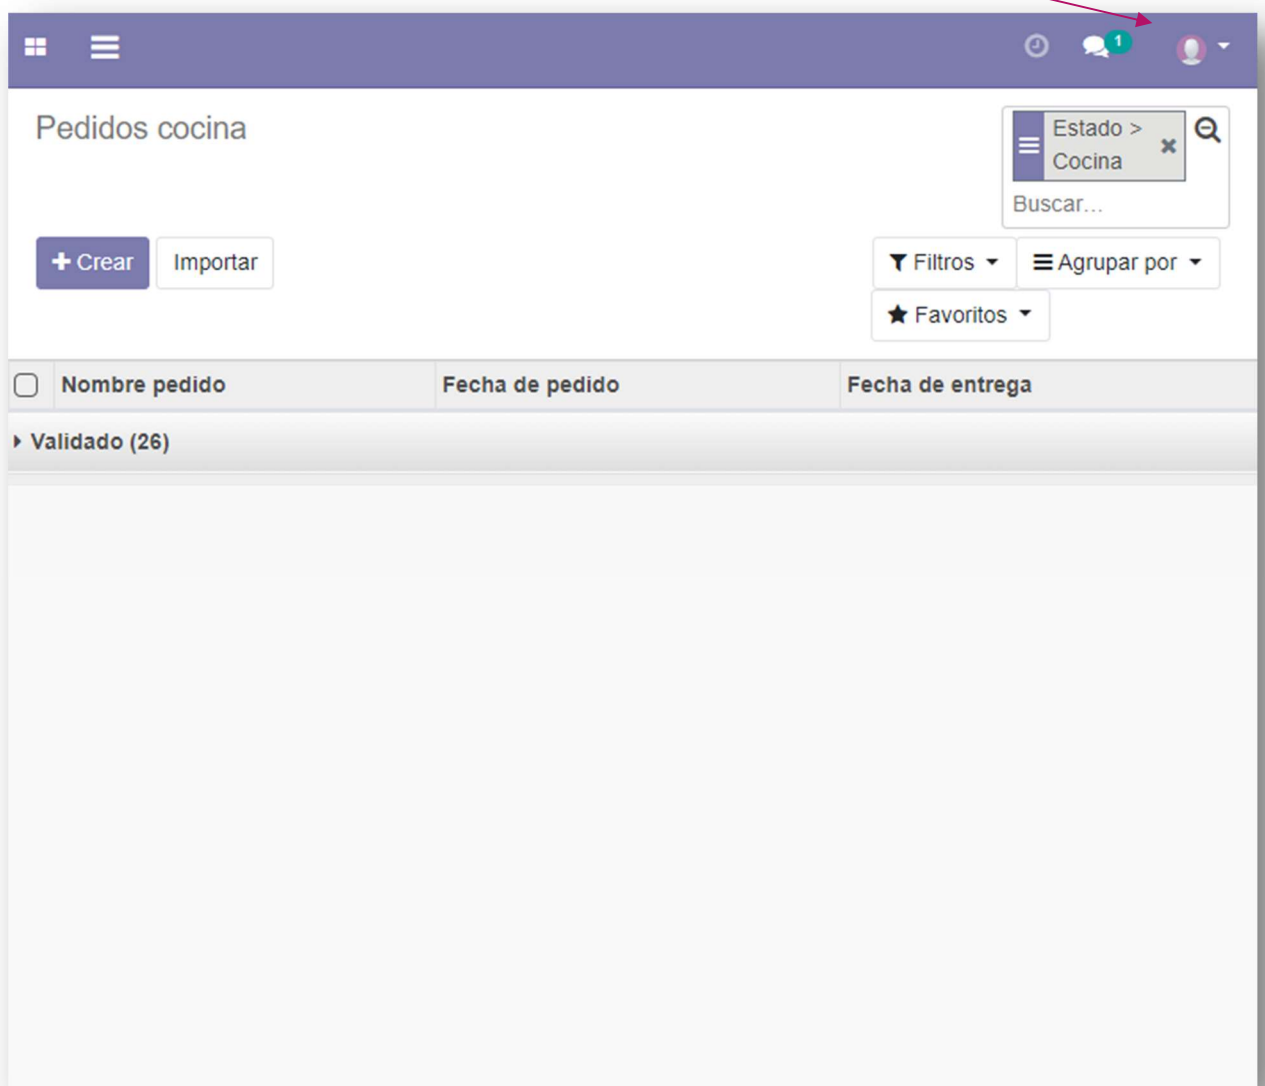 1
Pedidos cocina
Estado >
Cocina
Buscar...
Crear
Importar
Filtros
Agrupar por
Favoritos
Nombre pedido
Fecha de pedido
Fecha de entrega
Validado (26)